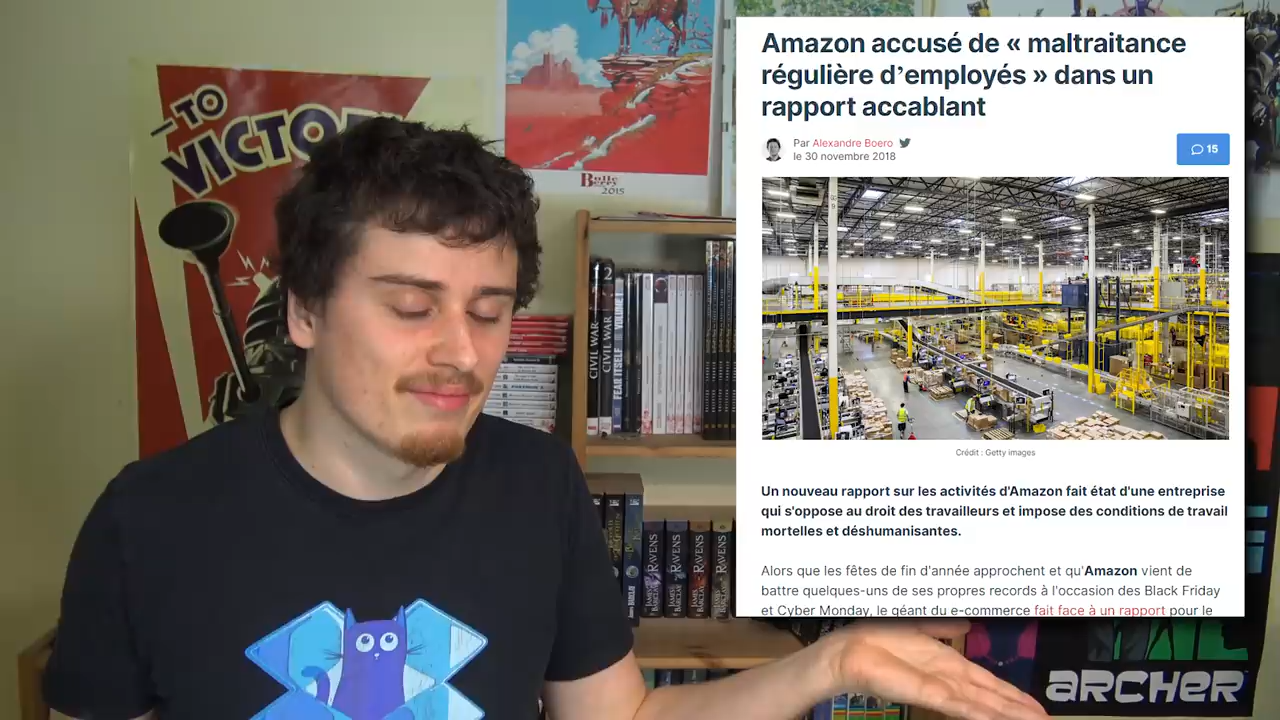 Amazon accusé de « maltraitance
régulière d’employés » dans un
rapport accablant
Par Alexandre Boero
le 30 novembre 2018
15
Crédit : Getty images
Un nouveau rapport sur les activités d'Amazon fait état d'une entreprise
qui s'oppose au droit des travailleurs et impose des conditions de travail
mortelles et déshumanisantes.
Alors que les fêtes de fin d'année approchent et qu'Amazon vient de
battre quelques-uns de ses propres records à l'occasion des Black Friday
et Cyber Monday, le géant du e-commerce fait face à un rapport pour le
TO
2015
CIVIL WAR
CIVIL WAR
2
FEAR ITSELF
RAVENS
RAVENS
RAVENS
RAVENS
ARCHER